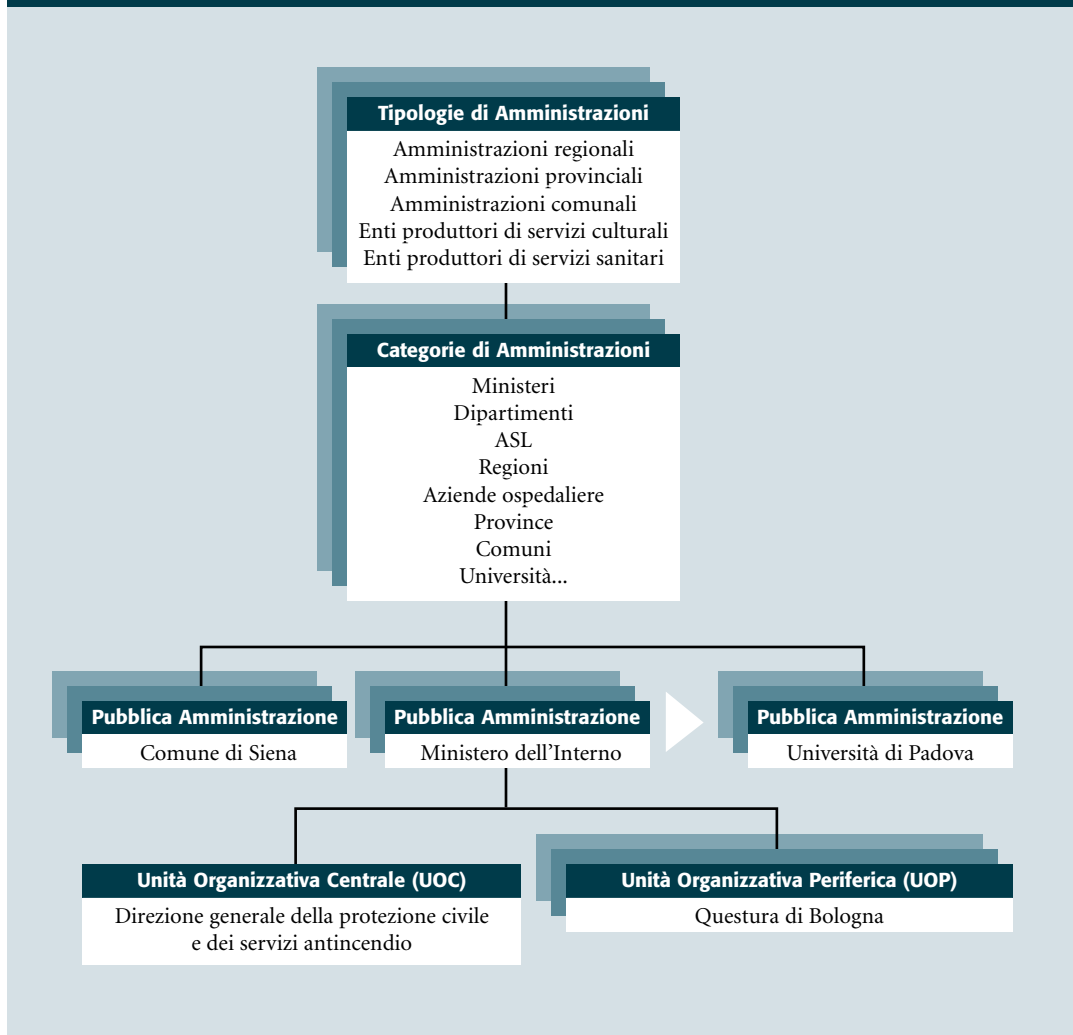 Tipologie di Amministrazioni
Amministrazioni regionali
Amministrazioni provinciali
Amministrazioni comunali
Enti produttori di servizi culturali
Enti produttori di servizi sanitari
Categorie di Amministrazioni
Ministeri
Dipartimenti
ASL
Regioni
Aziende ospedaliere
Province
Comuni
Università...
Pubblica Amministrazione
Comune di Siena
Pubblica Amministrazione
Ministero dell’Interno
Pubblica Amministrazione
Università di Padova
Unità Organizzativa Centrale (UOC)
Direzione generale della protezione civile
e dei servizi antincendio
Unità Organizzativa Periferica (UOP)
Questura di Bologna